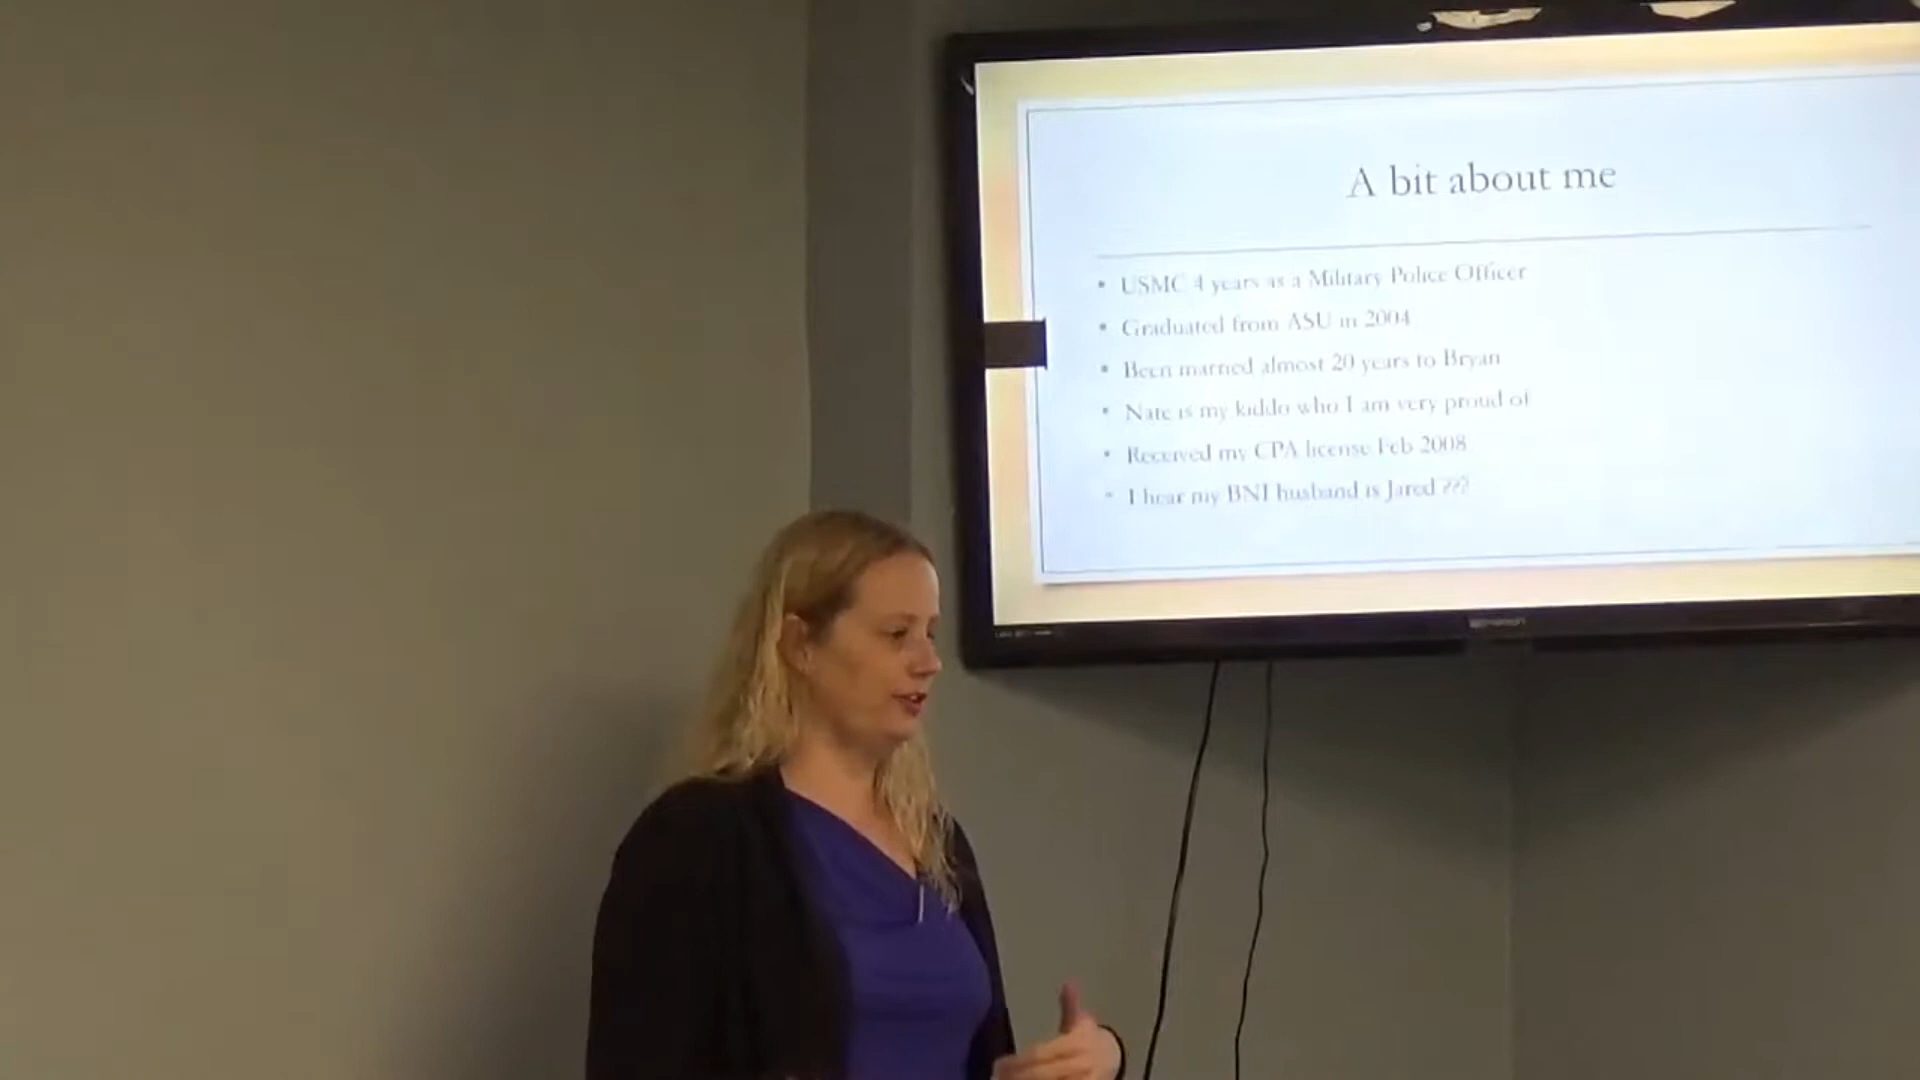 A bit about me
• USMC 4 years as a Military Police Officer
• Graduated from ASU in 2004
• Been married almost 20 years to Bryan
• Nate is my kiddo who I am very proud of
• Received my CPA license Feb 2008
• I hear my BNI husband is Jared ???